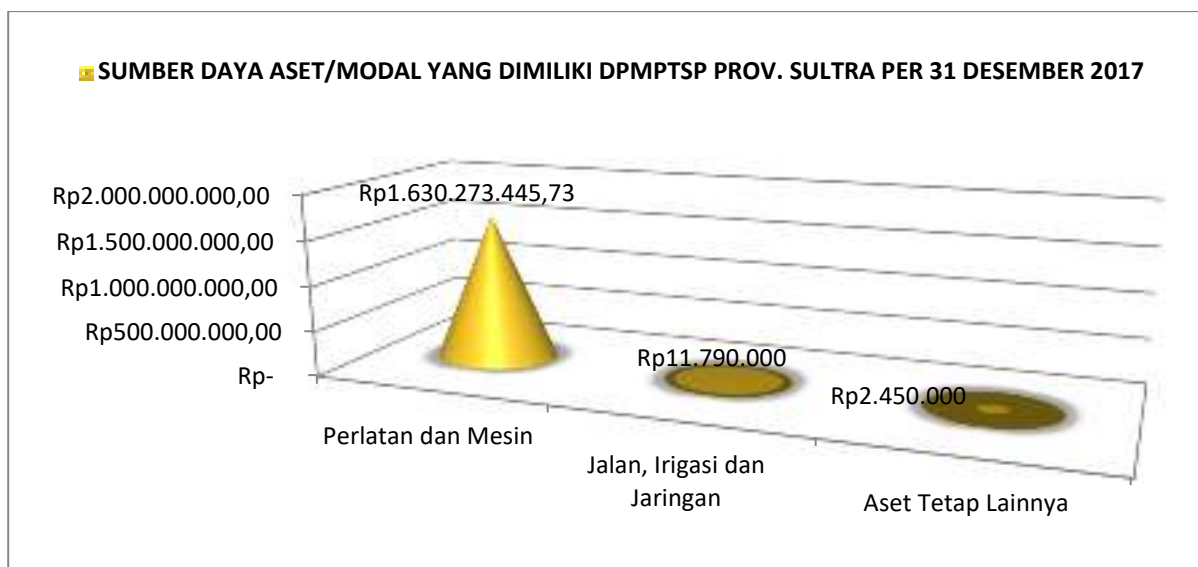 SUMBER DAYA ASET/MODAL YANG DIMILIKI DPMPTSP PROV. SULTRA PER 31 DESEMBER 2017
Rp2.000.000.000,00
Rp1.500.000.000,00
Rp1.000.000.000,00
Rp500.000.000,00
Rp-
Rp1.630.273.445,73
Rp11.790.000
Rp2.450.000
Perlatan dan Mesin
Jalan, Irigasi dan
Jaringan
Aset Tetap Lainnya